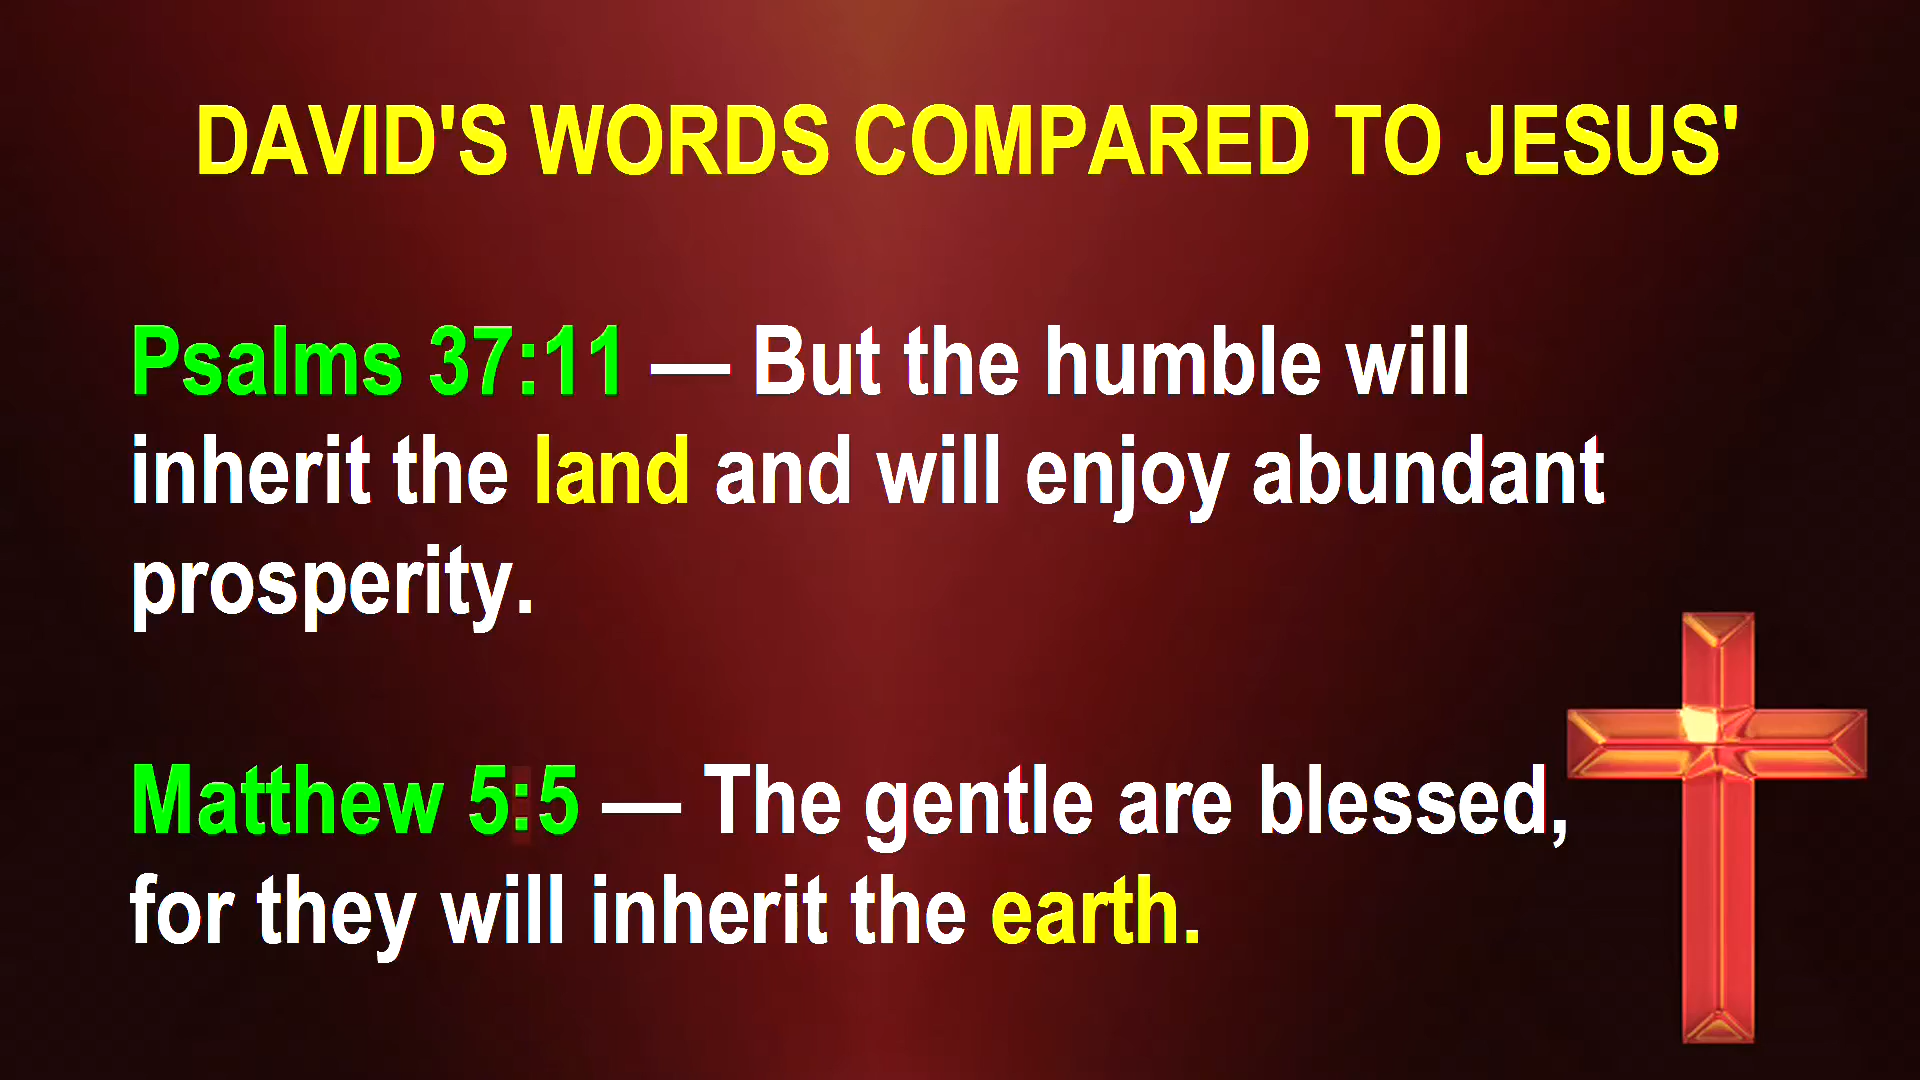 DAVID'S WORDS COMPARED TO JESUS'
Psalms 37:11 — But the humble will
inherit the land and will enjoy abundant
prosperity.
Matthew 5:5 — The gentle are blessed,
for they will inherit the earth.